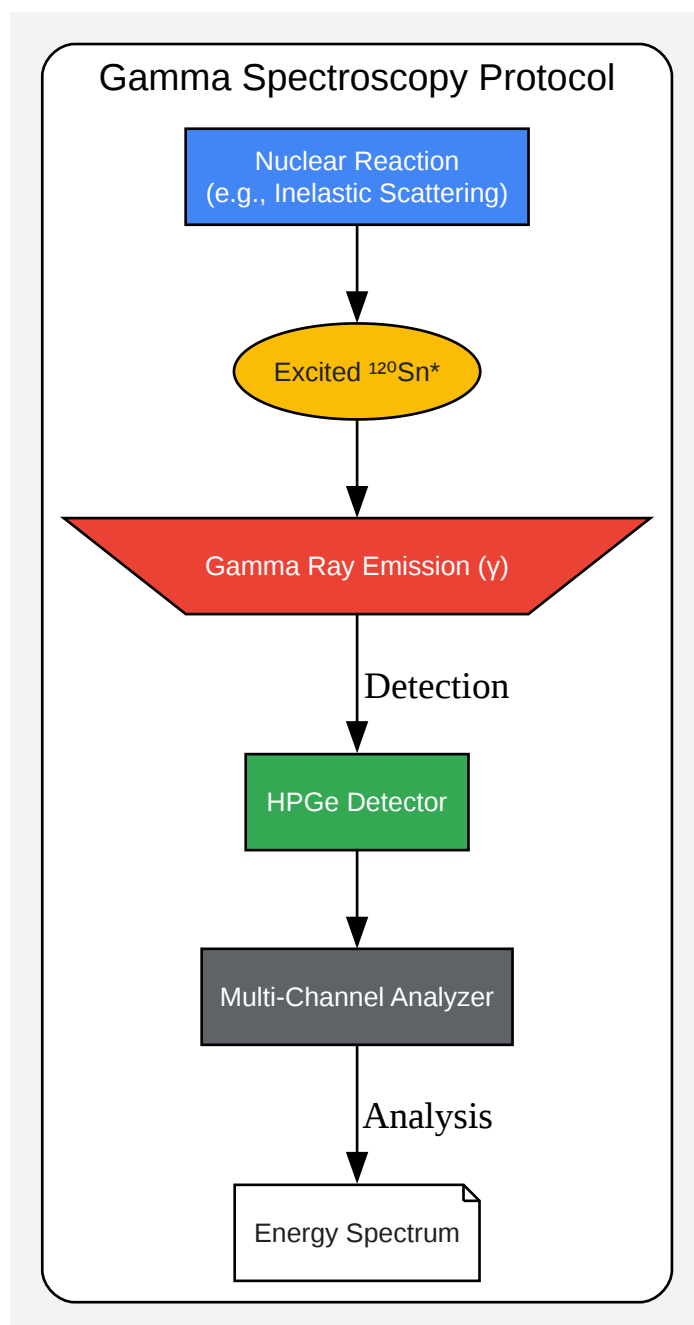 Gamma Spectroscopy Protocol
Nuclear Reaction
(e.g., Inelastic Scattering)
Excited ¹²⁰Sn*
Gamma Ray Emission (γ)
Detection
HPGe Detector
Multi-Channel Analyzer
Analysis
Energy Spectrum